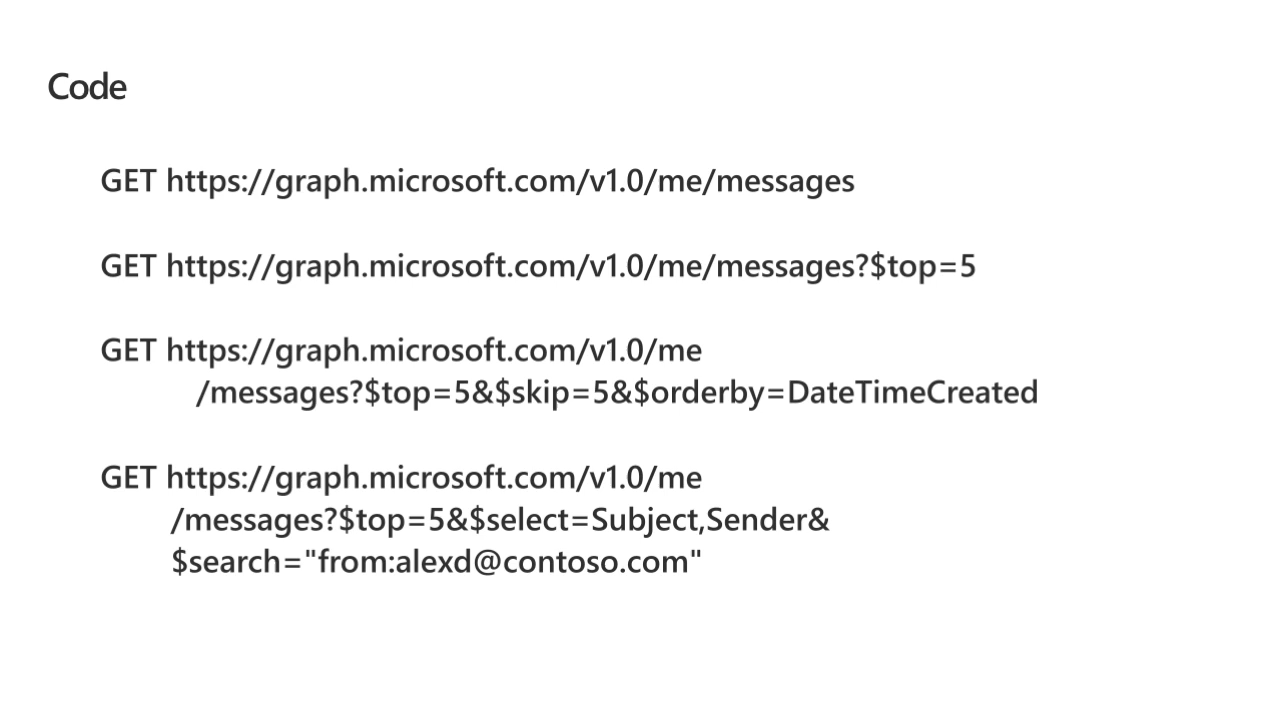 Code
GET https://graph.microsoft.com/v1.0/me/messages
GET https://graph.microsoft.com/v1.0/me/messages?$top=5
GET https://graph.microsoft.com/v1.0/me
/messages?$top=5&$skip=5&$orderby=DateTimeCreated
GET https://graph.microsoft.com/v1.0/me
/messages?$top=5&$select=Subject,Sender&
$search="from:alexd@contoso.com"